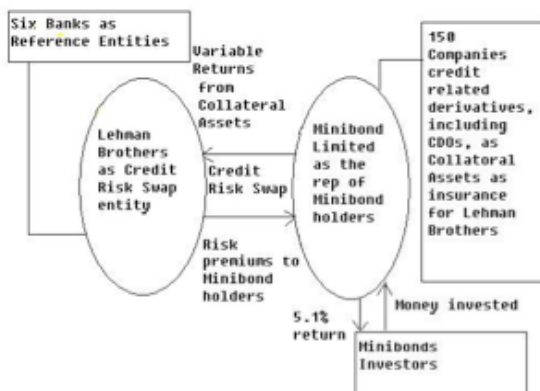 Six Banks as
Reference Entities
Variable
Returns
from
Collateral
Assets
150
Companies
credit
related
derivatives,
including
CDOs, as
Collatoral
Assets as
insurance
for Lehman
Brothers
Lehman
Brothers
as Credit
Risk Swap
entity
Minibond
Limited
as the
rep of
Minibond
holders
Credit
Risk Swap
Risk
premiums to
Minibond
holders
5.1%
return
Money invested
Minibonds
Investors